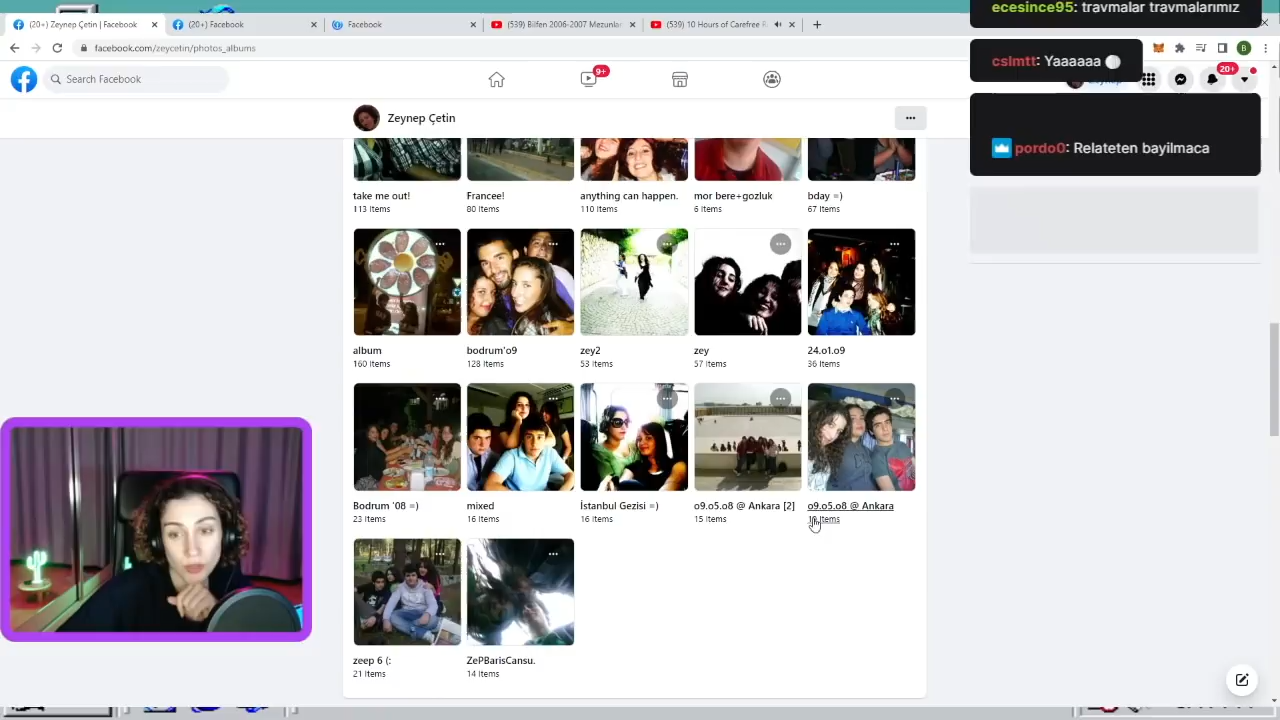 ecesince95: travmalar travmalarımız
(20+) Zeynep Çetin | Facebook
(20+) Facebook
Facebook
(539) Bilfen 2006-2007 Mezunlar
(539) 10 Hours of Carefree
facebook.com/zeycetin/photos_albums
B
cslmtt: Yaaaaaa
Search Facebook
9+
20+
Zeynep Çetin
pordo0: Relateten bayilmaca
take me out!
113 Items
Francee!
80 Items
anything can happen.
110 Items
mor bere+gozluk
6 Items
bday =)
67 Items
album
160 Items
bodrum'o9
128 Items
zey2
53 Items
zey
57 Items
24.o1.o9
36 Items
Bodrum '08 =)
23 Items
mixed
16 Items
İstanbul Gezisi =)
16 Items
o9.o5.o8 @ Ankara [2]
15 Items
o9.o5.o8 @ Ankara
Items
zeep 6 (:
21 Items
ZePBarisCansu.
14 Items